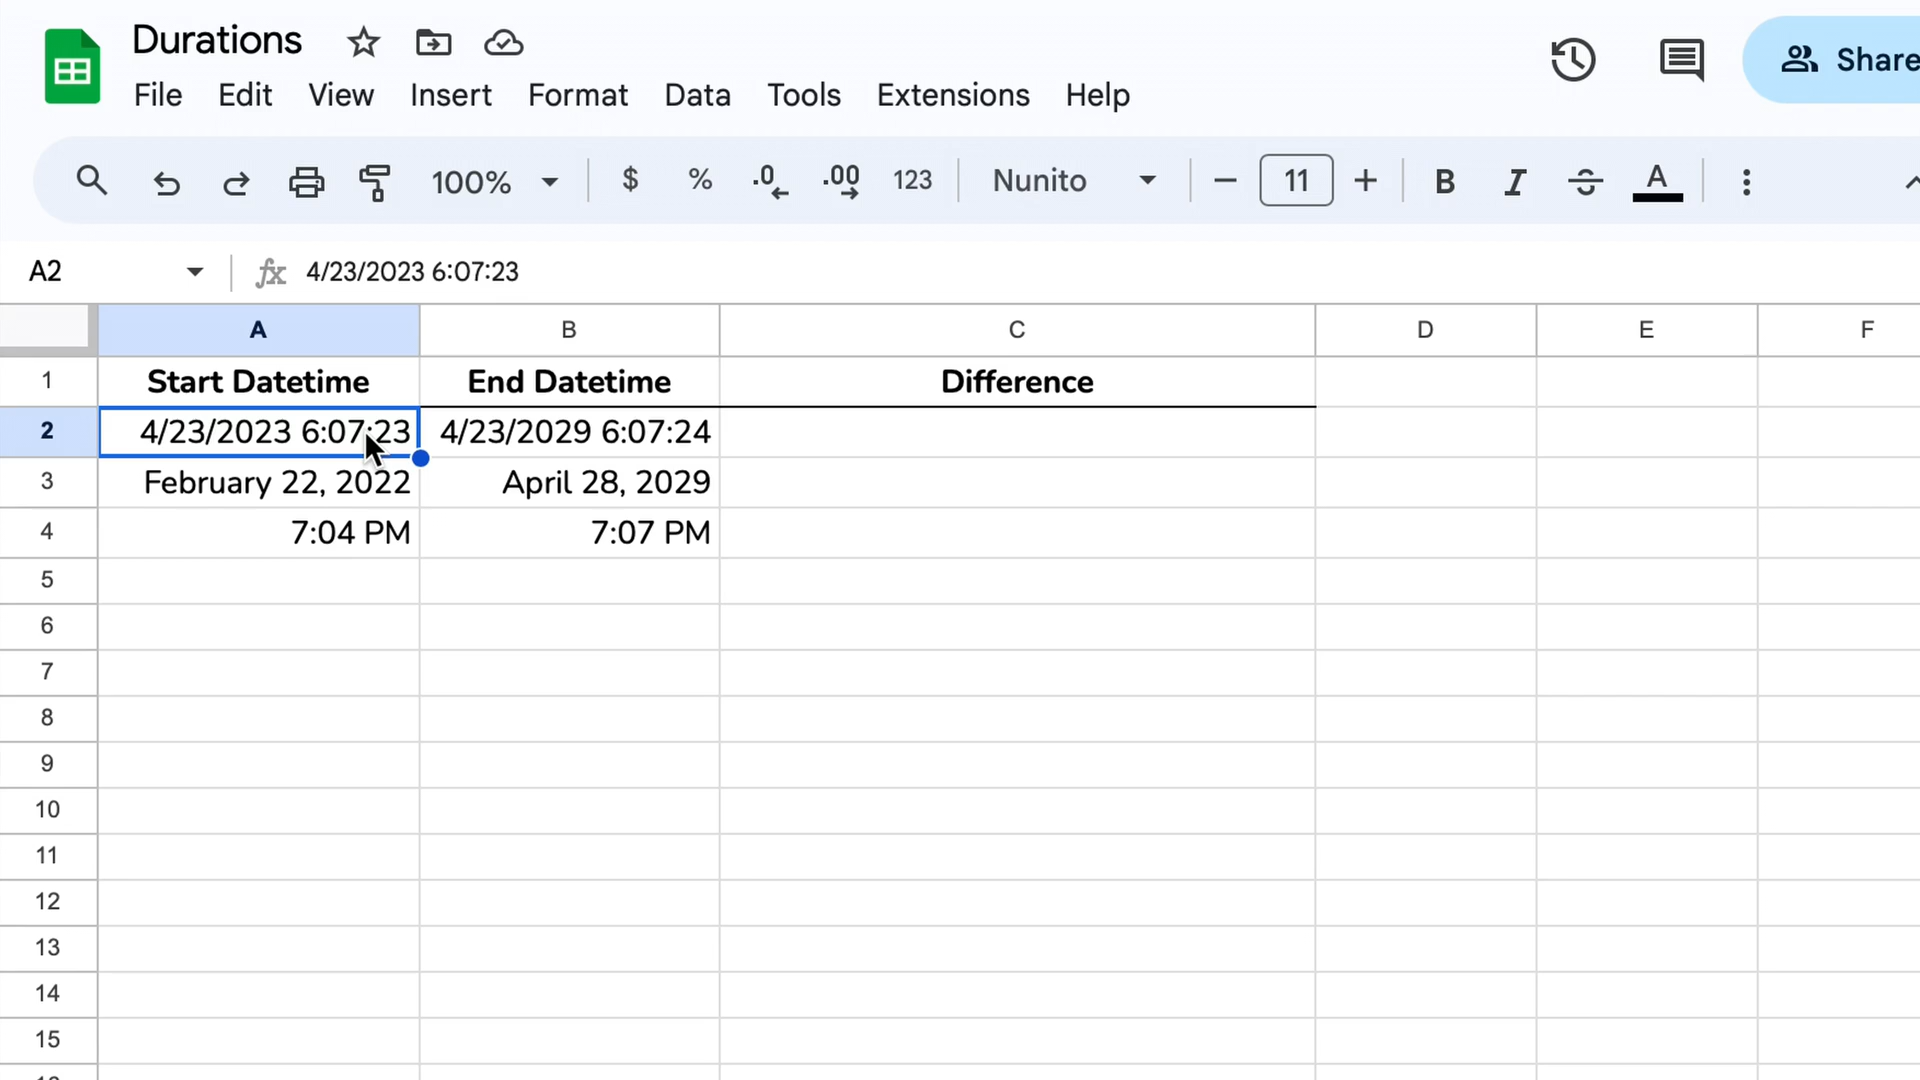 Durations
File Edit View Insert Format Data Tools Extensions Help
Share
100% $ % .0 .00 123 Nunito 11 B I S A
A2 fx 4/23/2023 6:07:23
A B C D E F
1 Start Datetime End Datetime Difference
2 4/23/2023 6:07:23 4/23/2029 6:07:24
3 February 22, 2022 April 28, 2029
4 7:04 PM 7:07 PM
5
6
7
8
9
10
11
12
13
14
15